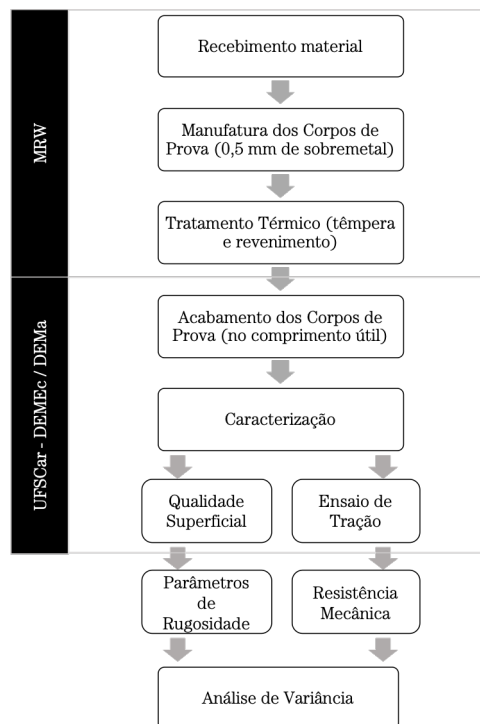 MRW
Recebimento material
Manufatura dos Corpos de
Prova (0,5 mm de sobremetal)
Tratamento Térmico (têmpera
e revenimento)
UFSCar - DEMEc / DEMa
Acabamento dos Corpos de
Prova (no comprimento útil)
Caracterização
Qualidade
Superficial
Ensaio de
Tração
Parâmetros
de
Rugosidade
Resistência
Mecânica
Análise de Variância